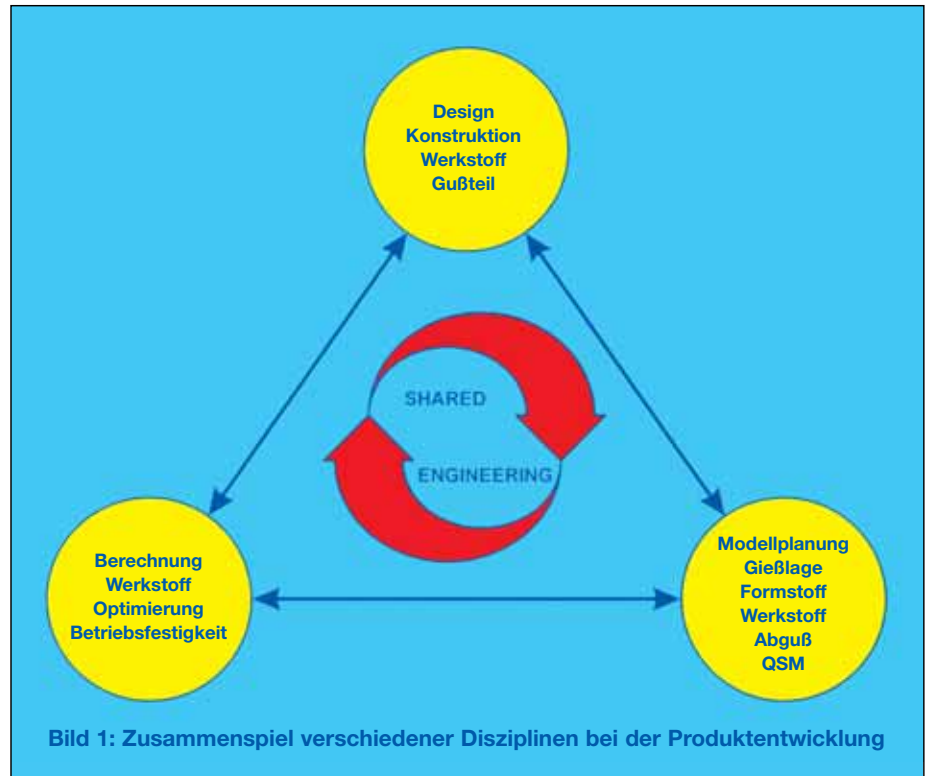 Design
Konstruktion
Werkstoff
Gußteil
SHARED
ENGINEERING
Berechnung
Werkstoff
Optimierung
Betriebsfestigkeit
Modellplanung
Gießlage
Formstoff
Werkstoff
Abguß
QSM
Bild 1: Zusammenspiel verschiedener Disziplinen bei der Produktentwicklung